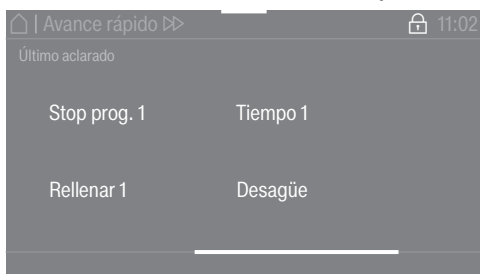 | Avance rápido 11:02
Último aclarado
Stop prog. 1 Tiempo 1
Rellenar 1 Desagüe